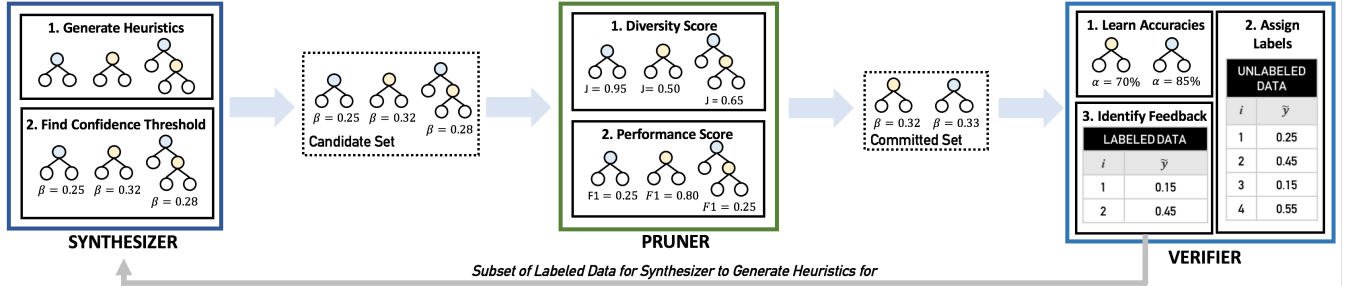 1. Generate Heuristics
2. Find Confidence Threshold
β = 0.25
β = 0.32
β = 0.28
SYNTHESIZER
β = 0.25
β = 0.32
β = 0.28
Candidate Set
1. Diversity Score
J = 0.95
J= 0.50
J = 0.65
2. Performance Score
F1 = 0.25
F1 = 0.80
F1 = 0.25
PRUNER
β = 0.32
β = 0.33
Committed Set
1. Learn Accuracies
α = 70%
α = 85%
3. Identify Feedback
LABELED DATA
i ỹ
1 0.15
2 0.45
2. Assign
Labels
UNLABELED
DATA
i ỹ
1 0.25
2 0.45
3 0.15
4 0.55
VERIFIER
Subset of Labeled Data for Synthesizer to Generate Heuristics for